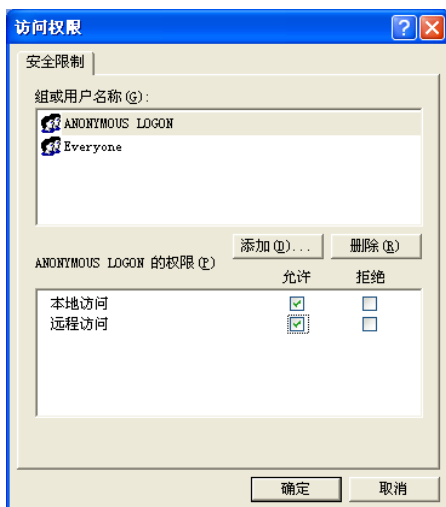 访问权限
安全限制
组或用户名称(G):
ANONYMOUS LOGON
Everyone
添加(D)... 删除(R)
ANONYMOUS LOGON 的权限(P)
允许 拒绝
本地访问
远程访问
确定 取消